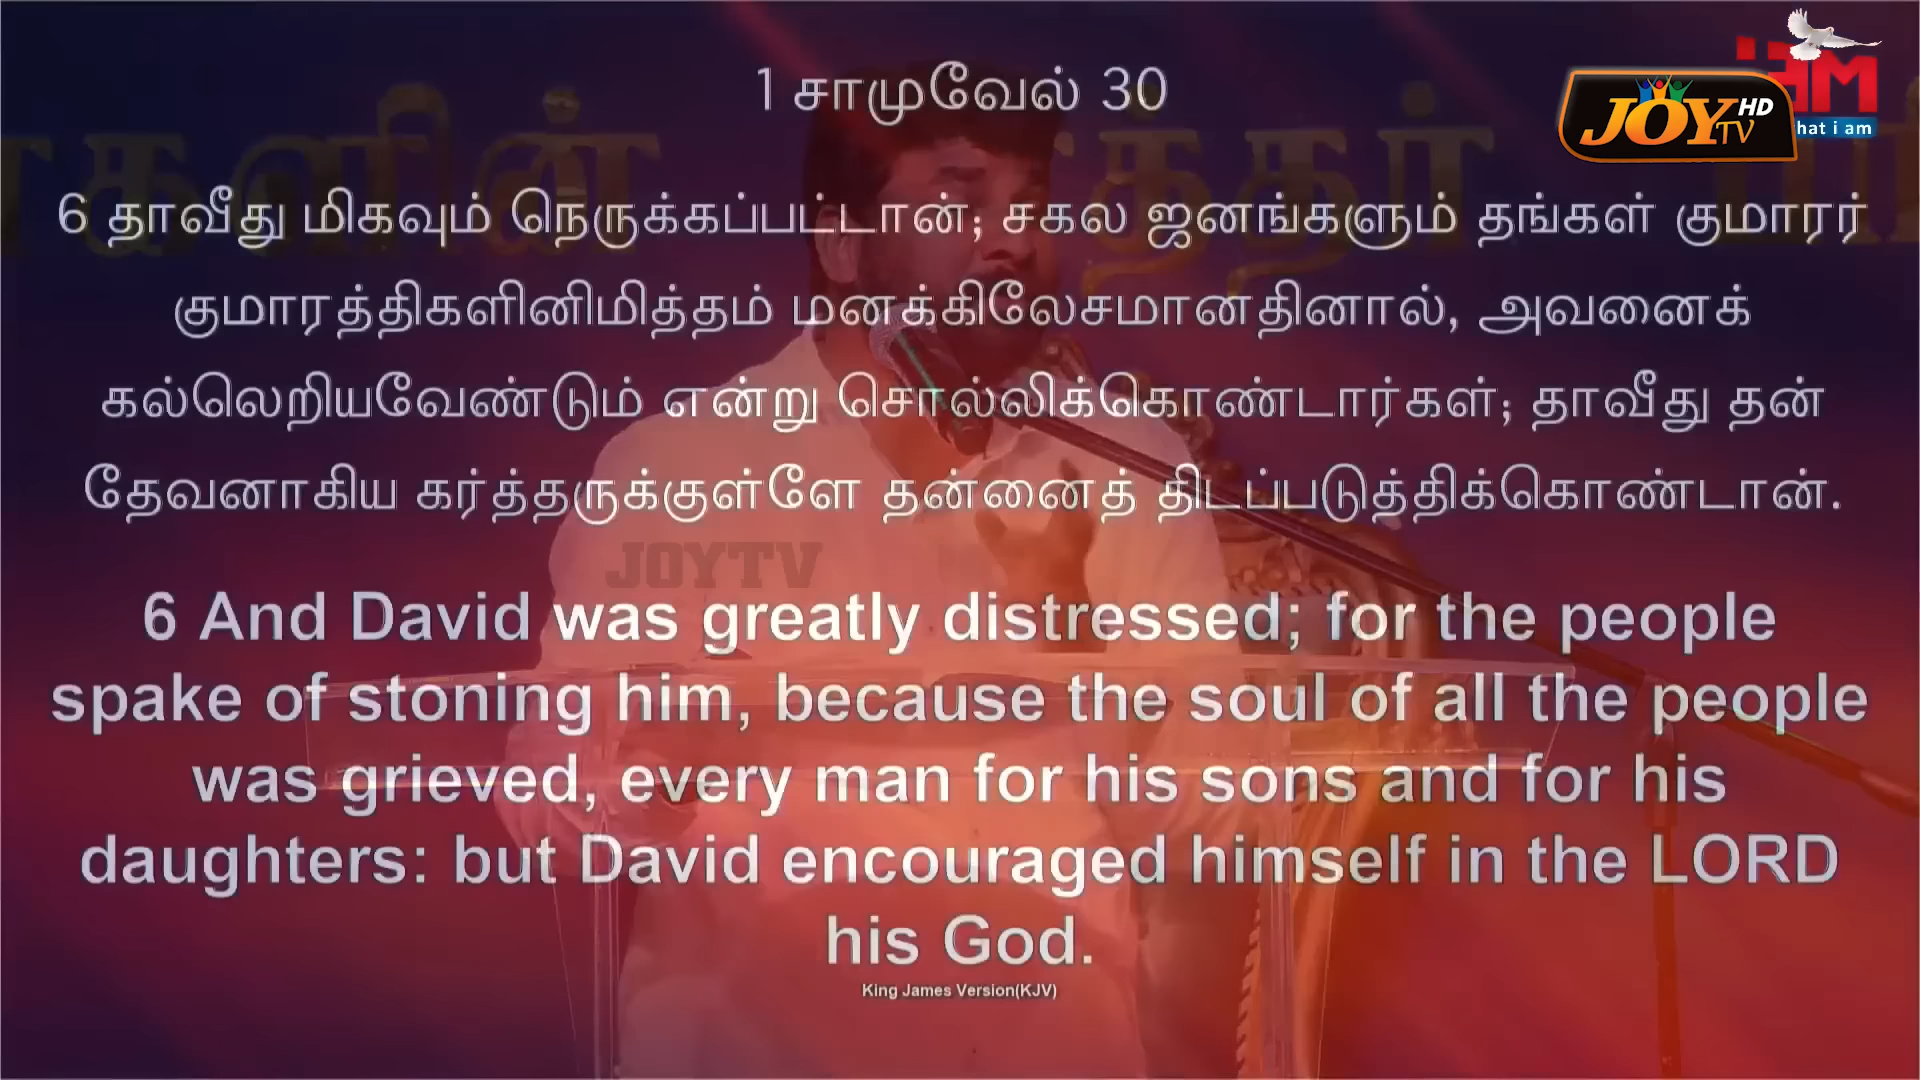 1 சாமுவேல் 30
JOY TV HD
hat i am
6 தாவீது மிகவும் நெருக்கப்பட்டான்; சகல ஜனங்களும் தங்கள் குமாரர்
குமாரத்திகளினிமித்தம் மனக்கிலேசமானதினால், அவனைக்
கல்லெறியவேண்டும் என்று சொல்லிக்கொண்டார்கள்; தாவீது தன்
தேவனாகிய கர்த்தருக்குள்ளே தன்னைத் திடப்படுத்திக்கொண்டான்.
JOYTV
6 And David was greatly distressed; for the people
spake of stoning him, because the soul of all the people
was grieved, every man for his sons and for his
daughters: but David encouraged himself in the LORD
his God.
King James Version(KJV)